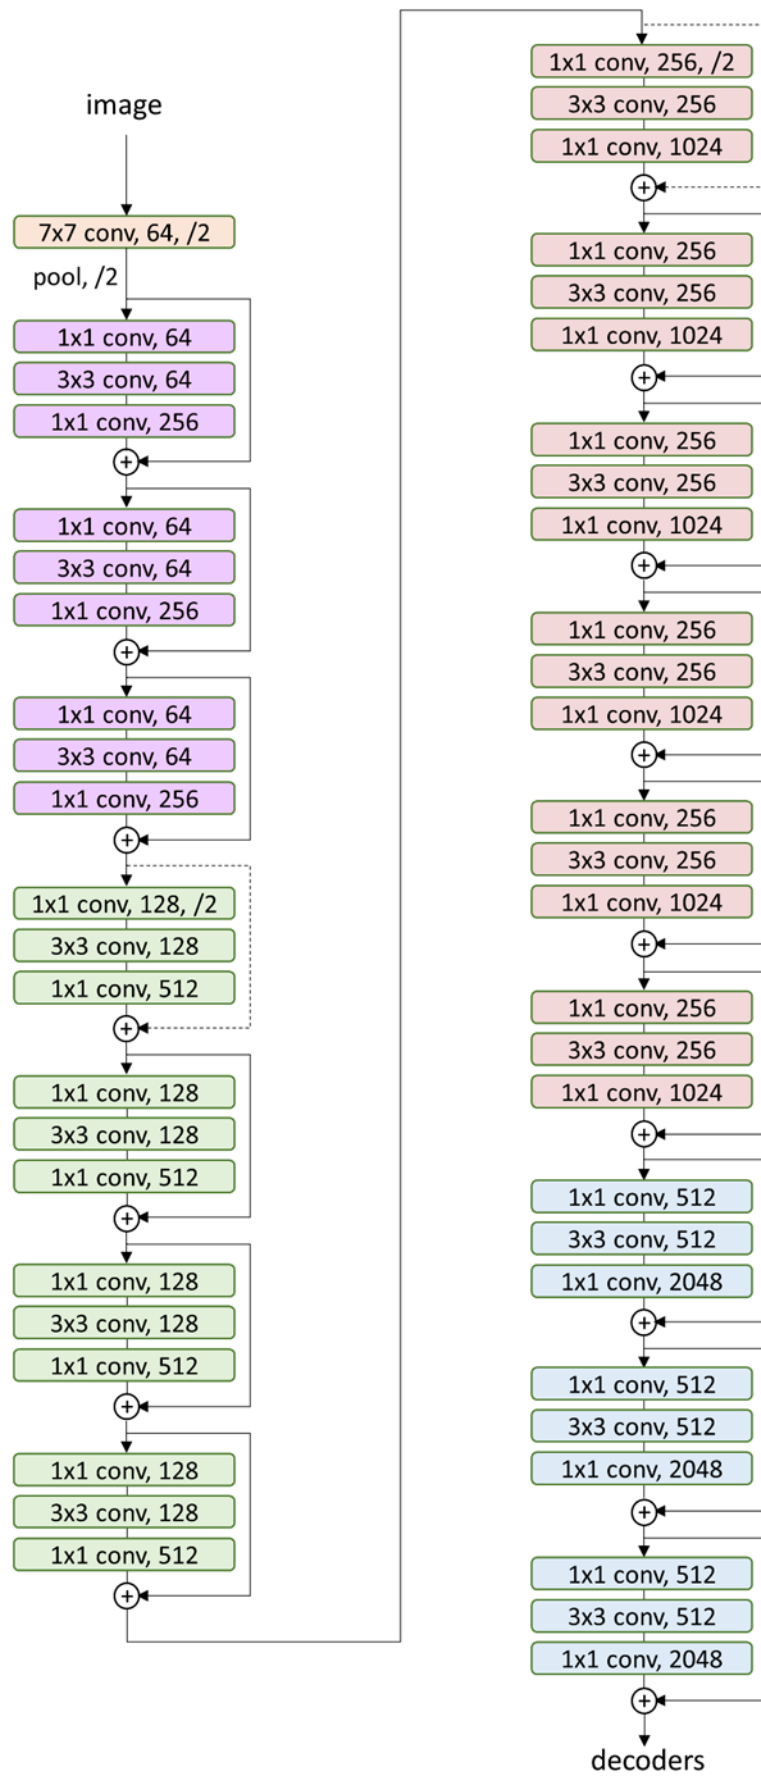 image
7x7 conv, 64, /2
pool, /2
1x1 conv, 64
3x3 conv, 64
1x1 conv, 256
1x1 conv, 64
3x3 conv, 64
1x1 conv, 256
1x1 conv, 64
3x3 conv, 64
1x1 conv, 256
1x1 conv, 128, /2
3x3 conv, 128
1x1 conv, 512
1x1 conv, 128
3x3 conv, 128
1x1 conv, 512
1x1 conv, 128
3x3 conv, 128
1x1 conv, 512
1x1 conv, 128
3x3 conv, 128
1x1 conv, 512
1x1 conv, 256, /2
3x3 conv, 256
1x1 conv, 1024
1x1 conv, 256
3x3 conv, 256
1x1 conv, 1024
1x1 conv, 256
3x3 conv, 256
1x1 conv, 1024
1x1 conv, 256
3x3 conv, 256
1x1 conv, 1024
1x1 conv, 256
3x3 conv, 256
1x1 conv, 1024
1x1 conv, 256
3x3 conv, 256
1x1 conv, 1024
1x1 conv, 512
3x3 conv, 512
1x1 conv, 2048
1x1 conv, 512
3x3 conv, 512
1x1 conv, 2048
1x1 conv, 512
3x3 conv, 512
1x1 conv, 2048
decoders